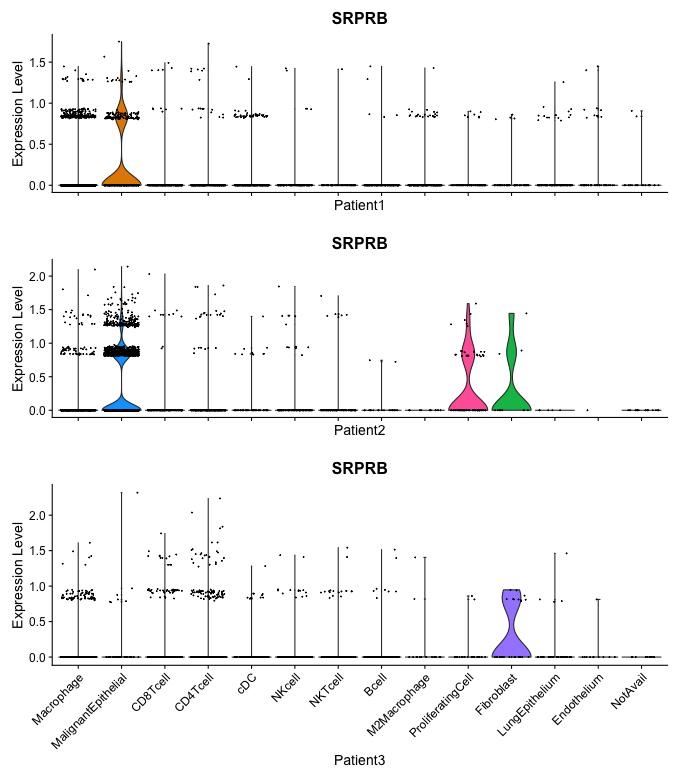 SRPRB
Expression Level
1.5
1.0
0.5
0.0
Patient1
SRPRB
Expression Level
2.0
1.5
1.0
0.5
0.0
Patient2
SRPRB
Expression Level
2.0
1.5
1.0
0.5
0.0
Macrophage
MalignantEpithelial
CD8Tcell
CD4Tcell
cDC
NKcell
NKTcell
Bcell
M2Macrophage
ProliferatingCell
Fibroblast
LungEpithelium
Endothelium
NotAvail
Patient3